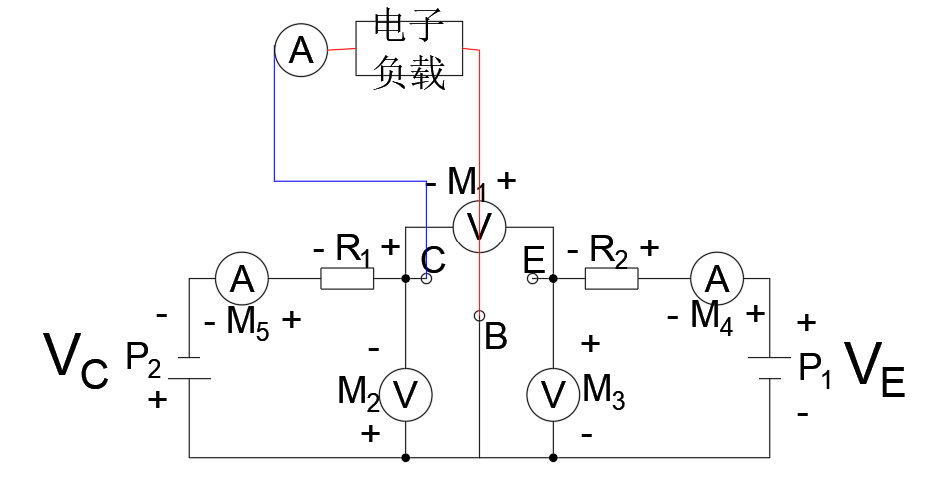 A
电子
负载
- M1 +
V
- R1 +
C
E
- R2 +
A
- M5 +
A
- M4 +
B
-
VC
P2
+
-
M2
V
+
+
V
M3
-
+
P1
VE
-